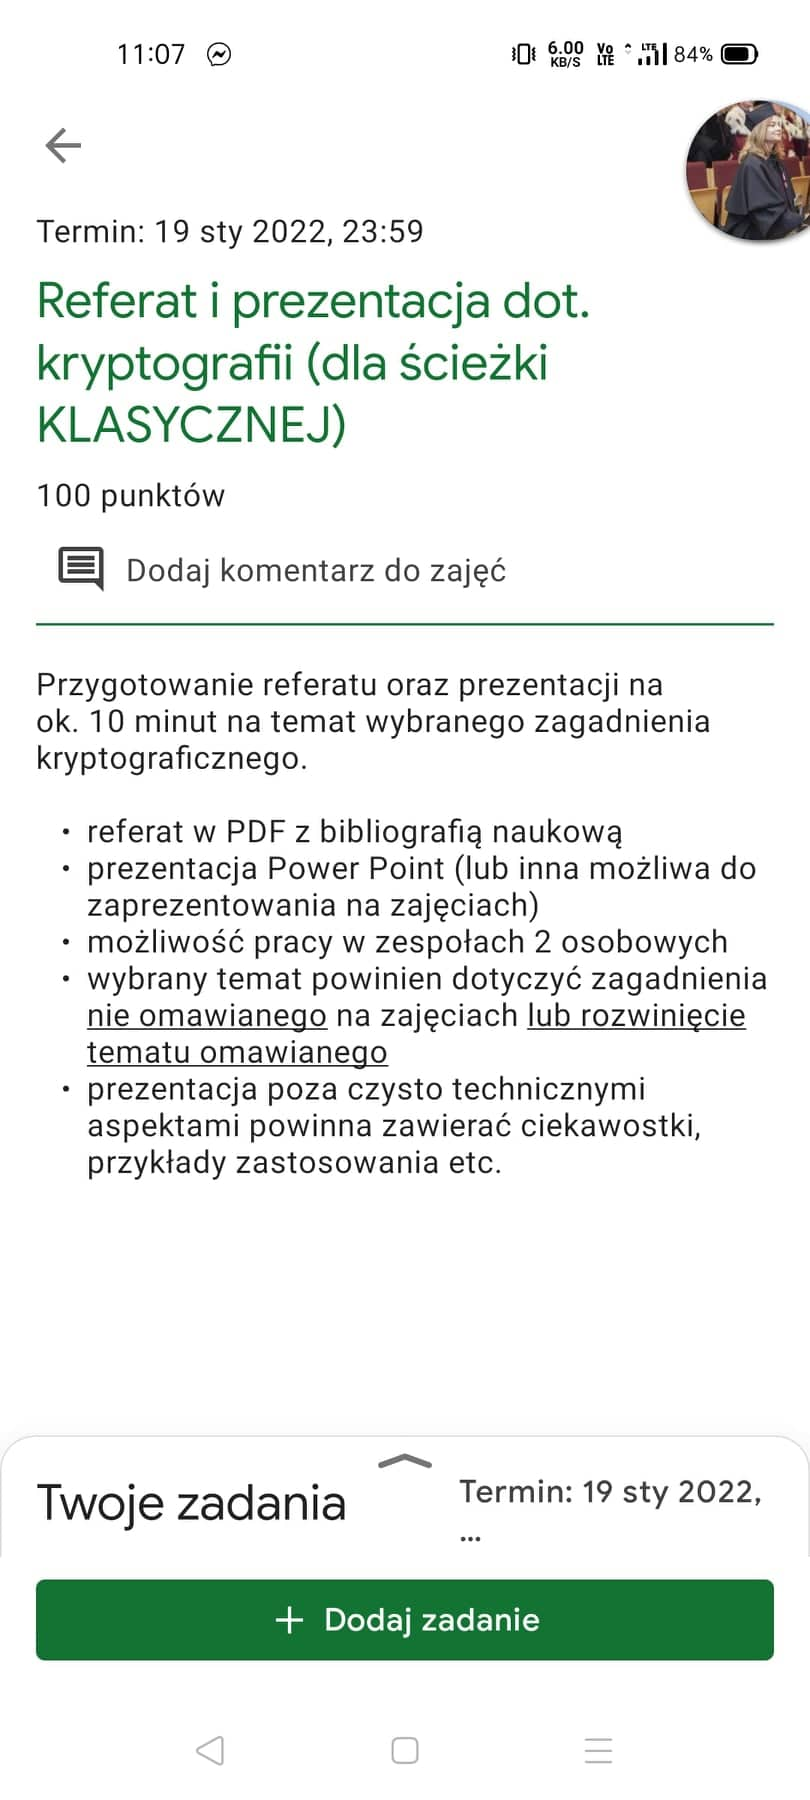 11:07
6.00 KB/S
Vo LTE
LTE
84%
Termin: 19 sty 2022, 23:59
Referat i prezentacja dot.
kryptografii (dla ścieżki
KLASYCZNEJ)
100 punktów
Dodaj komentarz do zajęć
Przygotowanie referatu oraz prezentacji na
ok. 10 minut na temat wybranego zagadnienia
kryptograficznego.
• referat w PDF z bibliografią naukową
• prezentacja Power Point (lub inna możliwa do
zaprezentowania na zajęciach)
• możliwość pracy w zespołach 2 osobowych
• wybrany temat powinien dotyczyć zagadnienia
nie omawianego na zajęciach lub rozwinięcie
tematu omawianego
• prezentacja poza czysto technicznymi
aspektami powinna zawierać ciekawostki,
przykłady zastosowania etc.
Twoje zadania
Termin: 19 sty 2022,
...
+ Dodaj zadanie